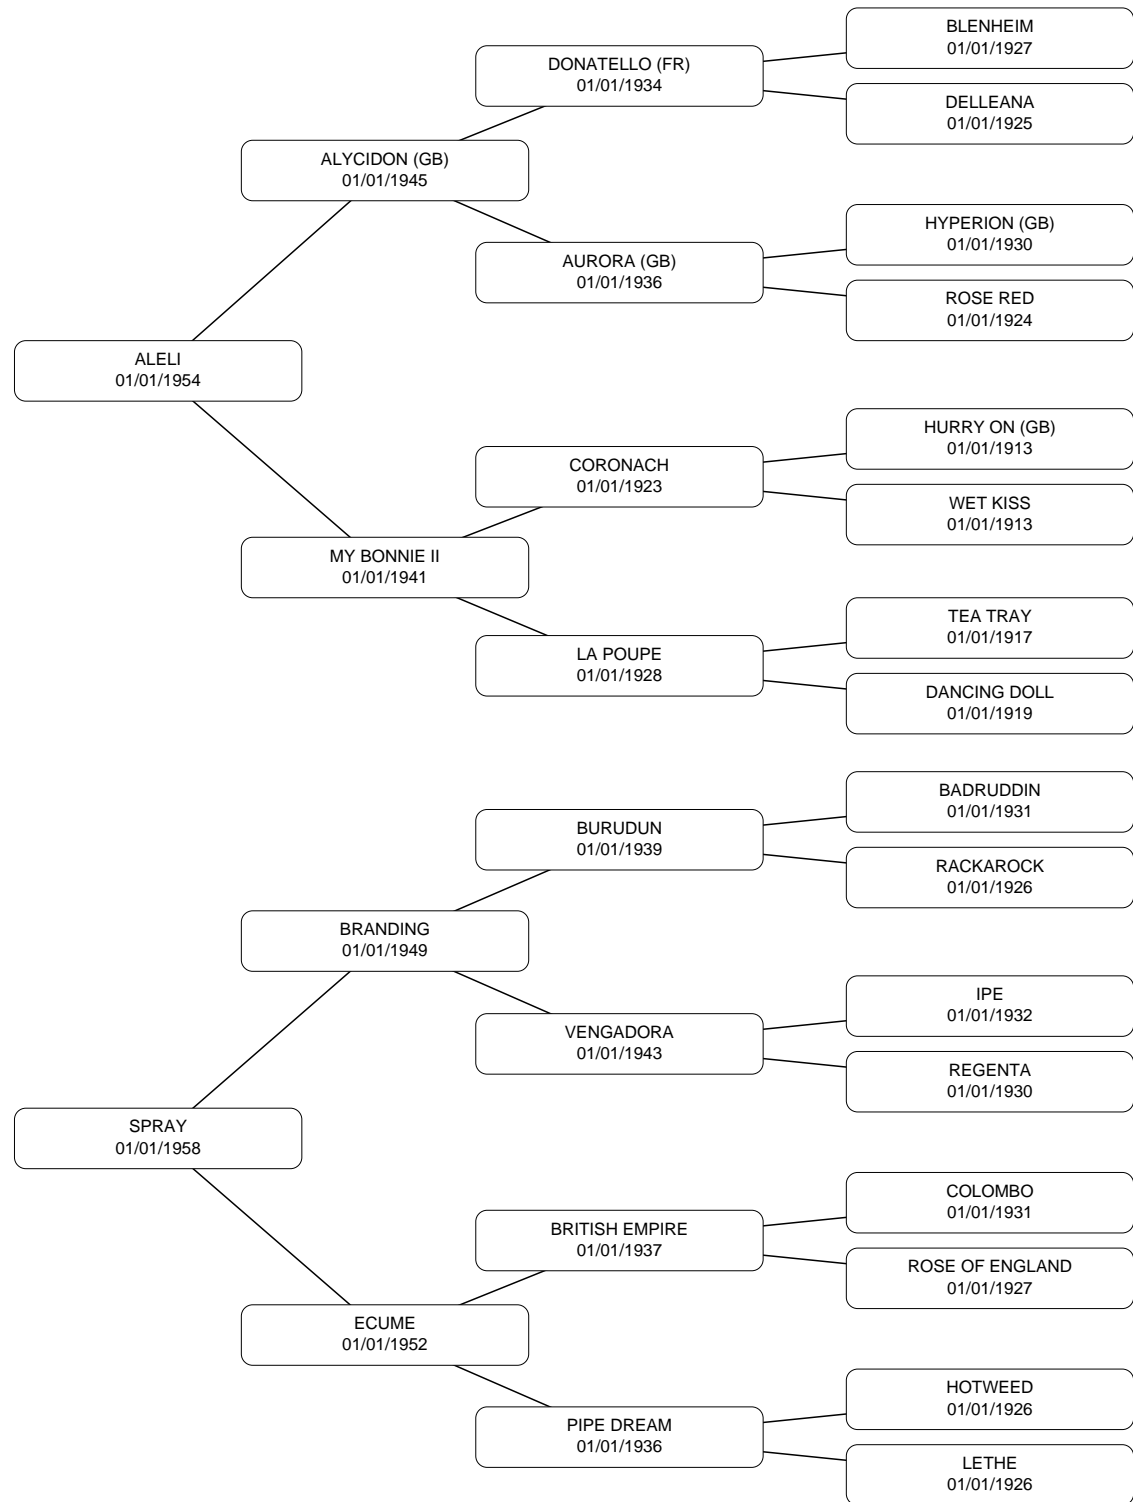 BLENHEIM
01/01/1927
DONATELLO (FR)
01/01/1934
DELLEANA
01/01/1925
ALYCIDON (GB)
01/01/1945
HYPERION (GB)
01/01/1930
AURORA (GB)
01/01/1936
ROSE RED
01/01/1924
ALELI
01/01/1954
HURRY ON (GB)
01/01/1913
CORONACH
01/01/1923
WET KISS
01/01/1913
MY BONNIE II
01/01/1941
TEA TRAY
01/01/1917
LA POUPE
01/01/1928
DANCING DOLL
01/01/1919
BADRUDDIN
01/01/1931
BURUDUN
01/01/1939
RACKAROCK
01/01/1926
BRANDING
01/01/1949
IPE
01/01/1932
VENGADORA
01/01/1943
REGENTA
01/01/1930
SPRAY
01/01/1958
COLOMBO
01/01/1931
BRITISH EMPIRE
01/01/1937
ROSE OF ENGLAND
01/01/1927
ECUME
01/01/1952
HOTWEED
01/01/1926
PIPE DREAM
01/01/1936
LETHE
01/01/1926